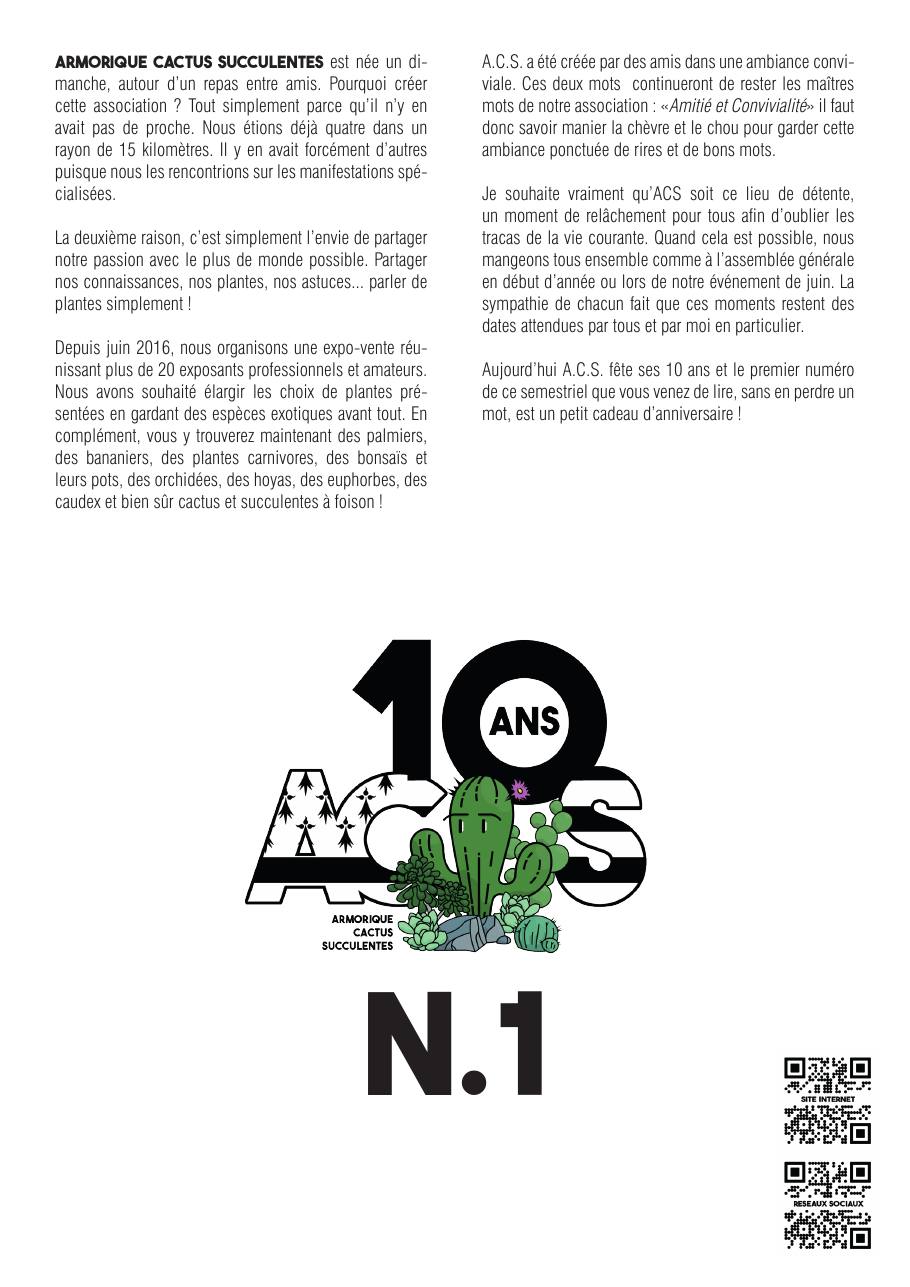 ARMORIQUE CACTUS SUCCULENTES est née un di-
manche, autour d’un repas entre amis. Pourquoi créer
cette association ? Tout simplement parce qu’il n’y en
avait pas de proche. Nous étions déjà quatre dans un
rayon de 15 kilomètres. Il y en avait forcément d’autres
puisque nous les rencontrions sur les manifestations spé-
cialisées.

La deuxième raison, c’est simplement l’envie de partager
notre passion avec le plus de monde possible. Partager
nos connaissances, nos plantes, nos astuces... parler de
plantes simplement !

Depuis juin 2016, nous organisons une expo-vente réu-
nissant plus de 20 exposants professionnels et amateurs.
Nous avons souhaité élargir les choix de plantes pré-
sentées en gardant des espèces exotiques avant tout. En
complément, vous y trouverez maintenant des palmiers,
des bananiers, des plantes carnivores, des bonsaïs et
leurs pots, des orchidées, des hoyas, des euphorbes, des
caudex et bien sûr cactus et succulentes à foison !

A.C.S. a été créée par des amis dans une ambiance convi-
viale. Ces deux mots continueront de rester les maîtres
mots de notre association : «Amitié et Convivialité» il faut
donc savoir manier la chèvre et le chou pour garder cette
ambiance ponctuée de rires et de bons mots.

Je souhaite vraiment qu’ACS soit ce lieu de détente,
un moment de relâchement pour tous afin d’oublier les
tracas de la vie courante. Quand cela est possible, nous
mangeons tous ensemble comme à l’assemblée générale
en début d’année ou lors de notre événement de juin. La
sympathie de chacun fait que ces moments restent des
dates attendues par tous et par moi en particulier.

Aujourd’hui A.C.S. fête ses 10 ans et le premier numéro
de ce semestriel que vous venez de lire, sans en perdre un
mot, est un petit cadeau d’anniversaire !

10
ANS
ACS
ARMORIQUE
CACTUS
SUCCULENTES
N.1
SITE INTERNET
RESEAUX SOCIAUX